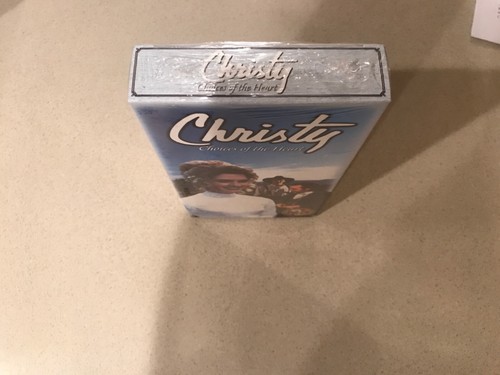 Christy
Choices of the Heart
Christy
Choices of the Heart